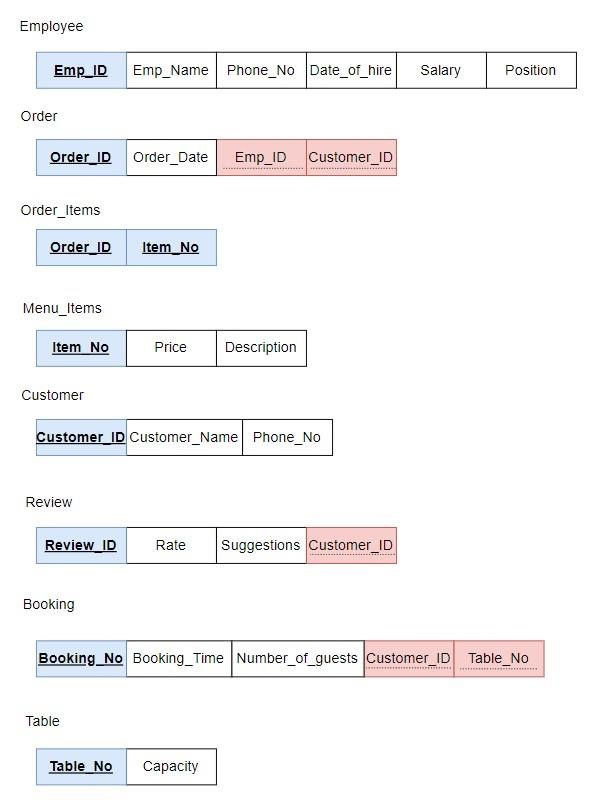 Employee
Emp_ID Emp_Name Phone_No Date_of_hire Salary Position
Order
Order_ID Order_Date Emp_ID Customer_ID
Order_Items
Order_ID Item_No
Menu_Items
Item_No Price Description
Customer
Customer_ID Customer_Name Phone_No
Review
Review_ID Rate Suggestions Customer_ID
Booking
Booking_No Booking_Time Number_of_guests Customer_ID Table_No
Table
Table_No Capacity